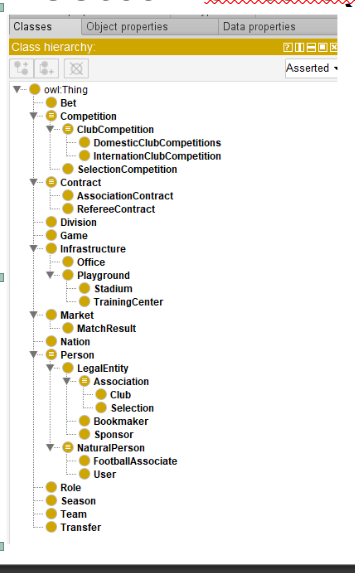 Classes Object properties Data properties
Class hierarchy:
Asserted
owl:Thing
Bet
Competition
ClubCompetition
DomesticClubCompetitions
InternationClubCompetition
SelectionCompetition
Contract
AssociationContract
RefereeContract
Division
Game
Infrastructure
Office
Playground
Stadium
TrainingCenter
Market
MatchResult
Nation
Person
LegalEntity
Association
Club
Selection
Bookmaker
Sponsor
NaturalPerson
FootballAssociate
User
Role
Season
Team
Transfer